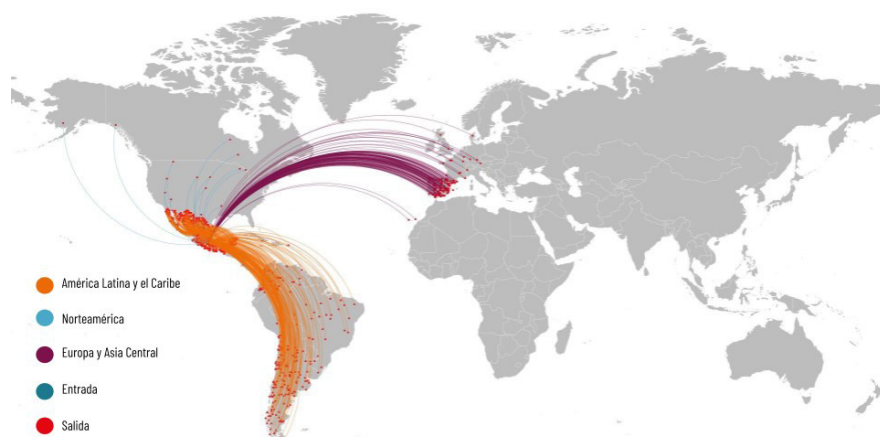 América Latina y el Caribe
Norteamérica
Europa y Asia Central
Entrada
Salida